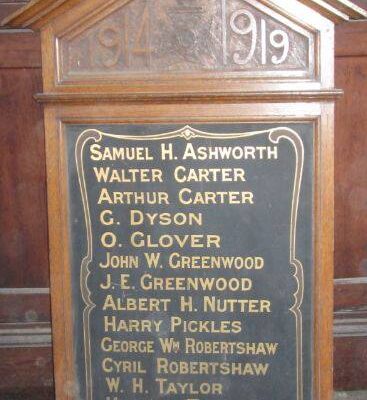 1914 1919
SAMUEL H. ASHWORTH
WALTER CARTER
ARTHUR CARTER
G. DYSON
O. GLOVER
JOHN W. GREENWOOD
J. E. GREENWOOD
ALBERT H. NUTTER
HARRY PICKLES
GEORGE WM ROBERTSHAW
CYRIL ROBERTSHAW
W. H. TAYLOR